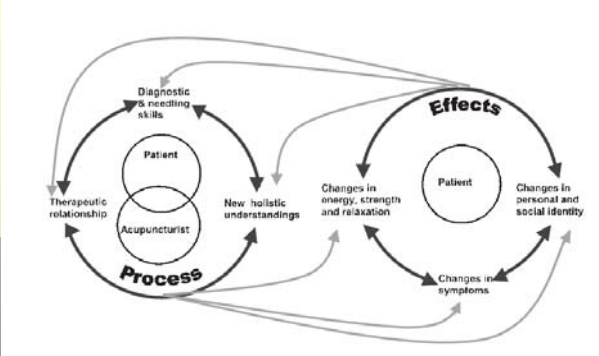 Diagnostic
& needling
skills
Patient
Therapeutic
relationship
New holistic
understandings
Acupuncturist
Process
Effects
Changes in
energy, strength
and relaxation
Patient
Changes in
personal and
social identity
Changes in
symptoms